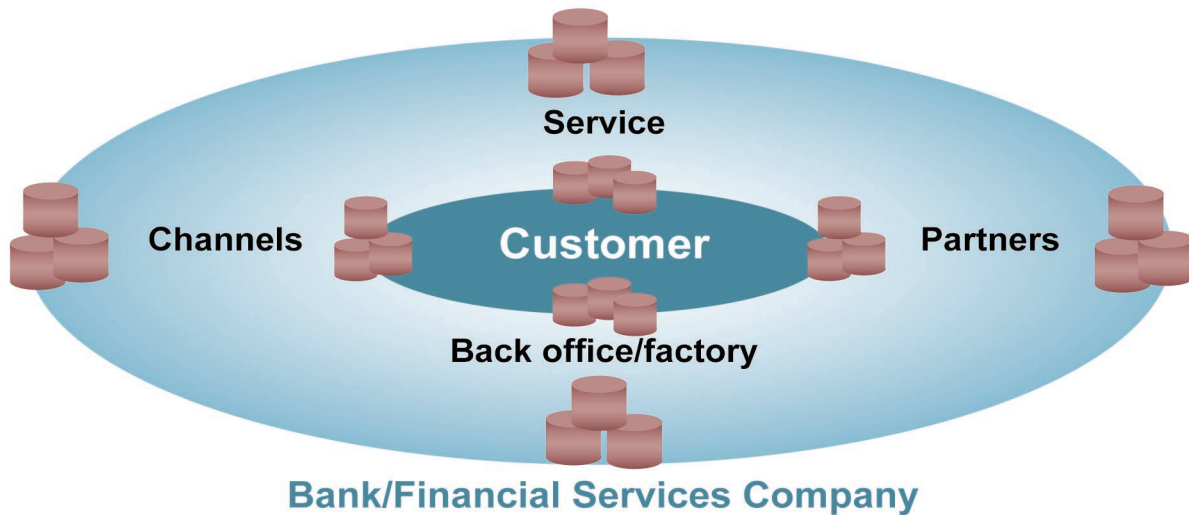 Service
Channels
Customer
Partners
Back office/factory
Bank/Financial Services Company